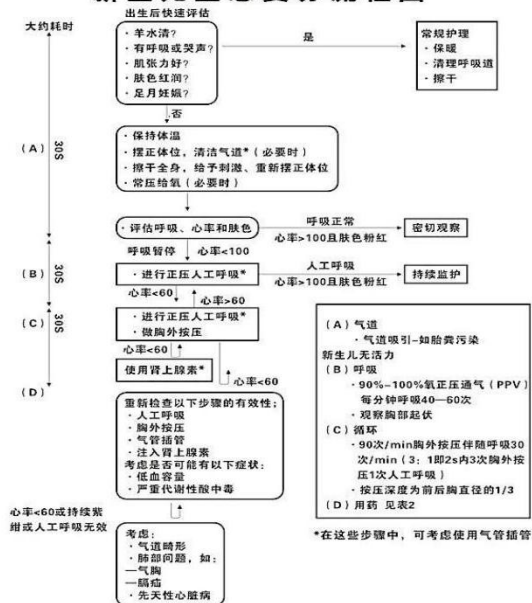 大约耗时
出生后快速评估
·羊水清?
·有呼吸或哭声?
·肌张力好?
·肤色红润?
·足月妊娠?
是
常规护理
·保暖
·清理呼吸道
·擦干
否
(A)
30S
·保持体温
·摆正体位，清洁气道*(必要时)
·擦干全身，给予刺激、重新摆正体位
·常压给氧(必要时)
·评估呼吸、心率和肤色
呼吸正常
心率>100且肤色粉红
密切观察
呼吸暂停
心率<100
(B)
30S
·进行正压人工呼吸*
人工呼吸
心率>100且肤色粉红
持续监护
心率<60
心率>60
(C)
30S
·进行正压人工呼吸*
·做胸外按压
心率<60
使用肾上腺素*
心率<60
(D)
重新检查以下步骤的有效性:
·人工呼吸
·胸外按压
·气管插管
·注入肾上腺素
考虑是否可能有以下症状:
·低血容量
·严重代谢性酸中毒
心率<60或持续紫
绀或人工呼吸无效
考虑:
·气道畸形
·肺部问题，如:
—气胸
—膈疝
·先天性心脏病
(A)气道
·气道吸引-如胎粪污染
新生儿无活力
(B)呼吸
·90%-100%氧正压通气(PPV)
每分钟呼吸40—60次
·观察胸部起伏
(C)循环
·90次/min胸外按压伴随呼吸30
次/min(3:1即2s内3次胸外按
压1次人工呼吸)
·按压深度为前后胸直径的1/3
(D)用药 见表2
*在这些步骤中，可考虑使用气管插管